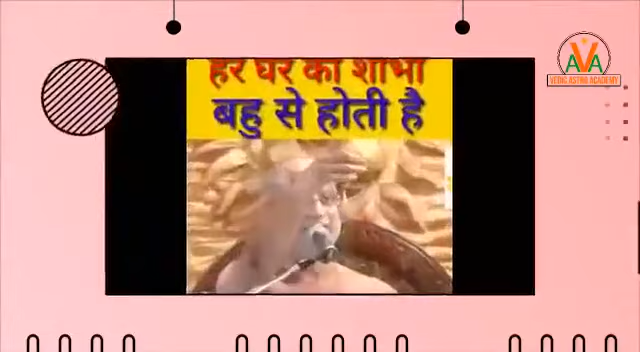 हर घर की शोभा
बहु से होती है
AVA
VEDIC ASTRO ACADEMY